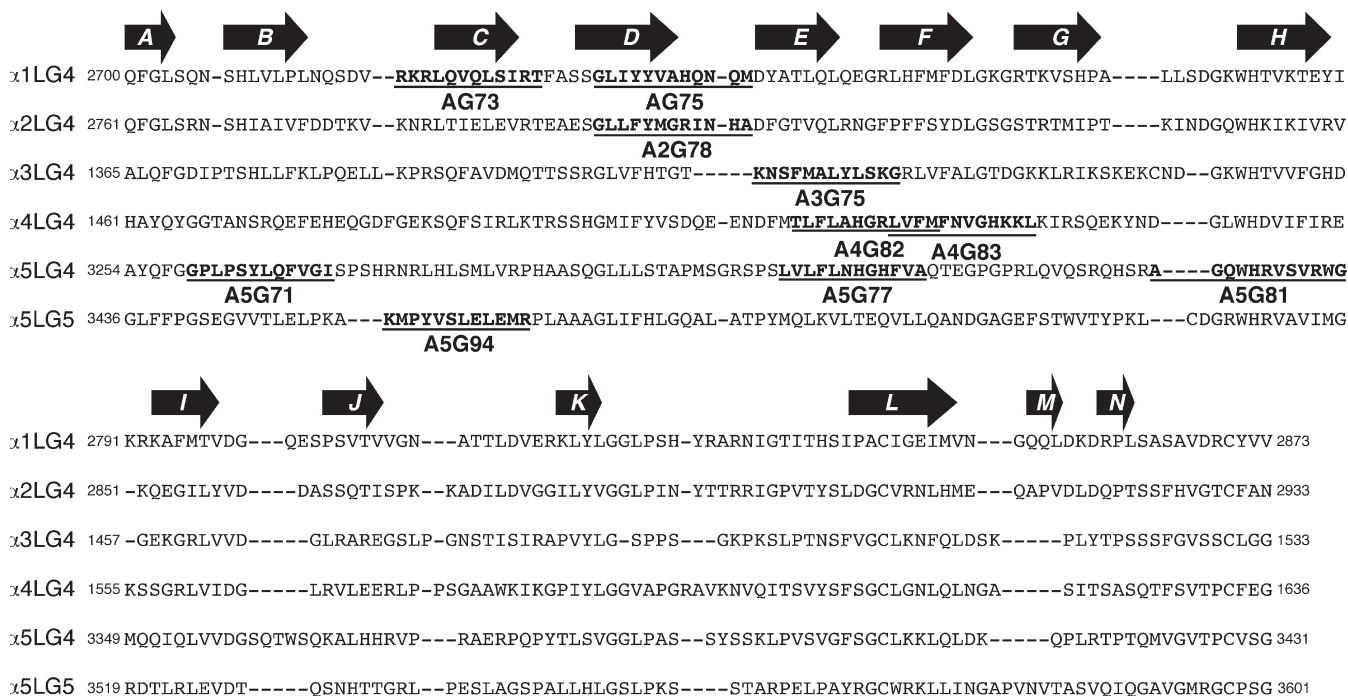 A B C D E F G H
α1LG4 2700 QFGLSQN-SHLVLPLNQSDV--RKRLQVQLSIRTFASSGLIYYVAHQN-QMDYATLQLQEGRLHFMFDLGKGRTKVSHPA----LLSDGKWHTVKTEYI
AG73 AG75
α2LG4 2761 QFGLSRN-SHIAIVFDDTKV--KNRLTIELEVRTEAESGLLFYMGRIN-HADFGTVQLRNGFPFFSYDLGSGSTRTMIPT----KINDGQWHKIKIVRV
A2G78
α3LG4 1365 ALQFGDIPTSHLLFKLPQELL-KPRSQFAVDMQTTSSRGLVFHTGT-----KNSFMALYLSKGRLVFALGTDGKKLRIKSKEKCND--GKWHTVVFGHD
A3G75
α4LG4 1461 HAYQYGGTANSRQEFEHEQGDFGEKSQFSIRLKTRSSHGMIFYVSDQE-ENDFMTLFLAHGRLVFMFNVGHKKLKIRSQEKYND----GLWHDVIFIRE
A4G82 A4G83
α5LG4 3254 AYQFGGPLPSYLQFVGISPSHRNRLHLSMLVRPHAASQGLLLSTAPMSGRSPSLVLFLNHGHFVAQTEGPGPRLQVQSRQHSRA----GQWHRVSVRWG
A5G71 A5G77 A5G81
α5LG5 3436 GLFFPGSEGVVTLELPKA---KMPYVSLELEMRPLAAAGLIFHLGQAL-ATPYMQLKVLTEQVLLQANDGAGEFSTWVTYPKL---CDGRWHRVAVIMG
A5G94
I J K L M N
α1LG4 2791 KRKAFMTVDG---QESPSVTVVGN---ATTLDVERKLYLGGLPSH-YRARNIGTITHSIPACIGEIMVN---GQQLDKDRPLSASAVDRCYVV 2873
α2LG4 2851 -KQEGILYVD----DASSQTISPK--KADILDVGGILYVGGLPIN-YTTRRIGPVTYSLDGCVRNLHME---QAPVDLDQPTSSFHVGTCFAN 2933
α3LG4 1457 -GEKGRLVVD-----GLRAREGSLP-GNSTISIRAPVYLG-SPPS---GKPKSLPTNSFVGCLKNFQLDSK-----PLYTPSSSFGVSSCLGG 1533
α4LG4 1555 KSSGRLVIDG-----LRVLEERLP-PSGAAWKIKGPIYLGGVAPGRAVKNVQITSVYSFSGCLGNLQLNGA-----SITSASQTFSVTPCFEG 1636
α5LG4 3349 MQQIQLVVDGSQTWSQKALHHRVP---RAERPQPYTLSVGGLPAS--SYSSKLPVSVGFSGCLKKLQLDK-----QPLRTPTQMVGVTPCVSG 3431
α5LG5 3519 RDTLRLEVDT-----QSNHTTGRL--PESLAGSPALLHLGSLPKS---STARPELPAYRGCWRKLLINGAPVNVTASVQIQGAVGMRGCPSG 3601